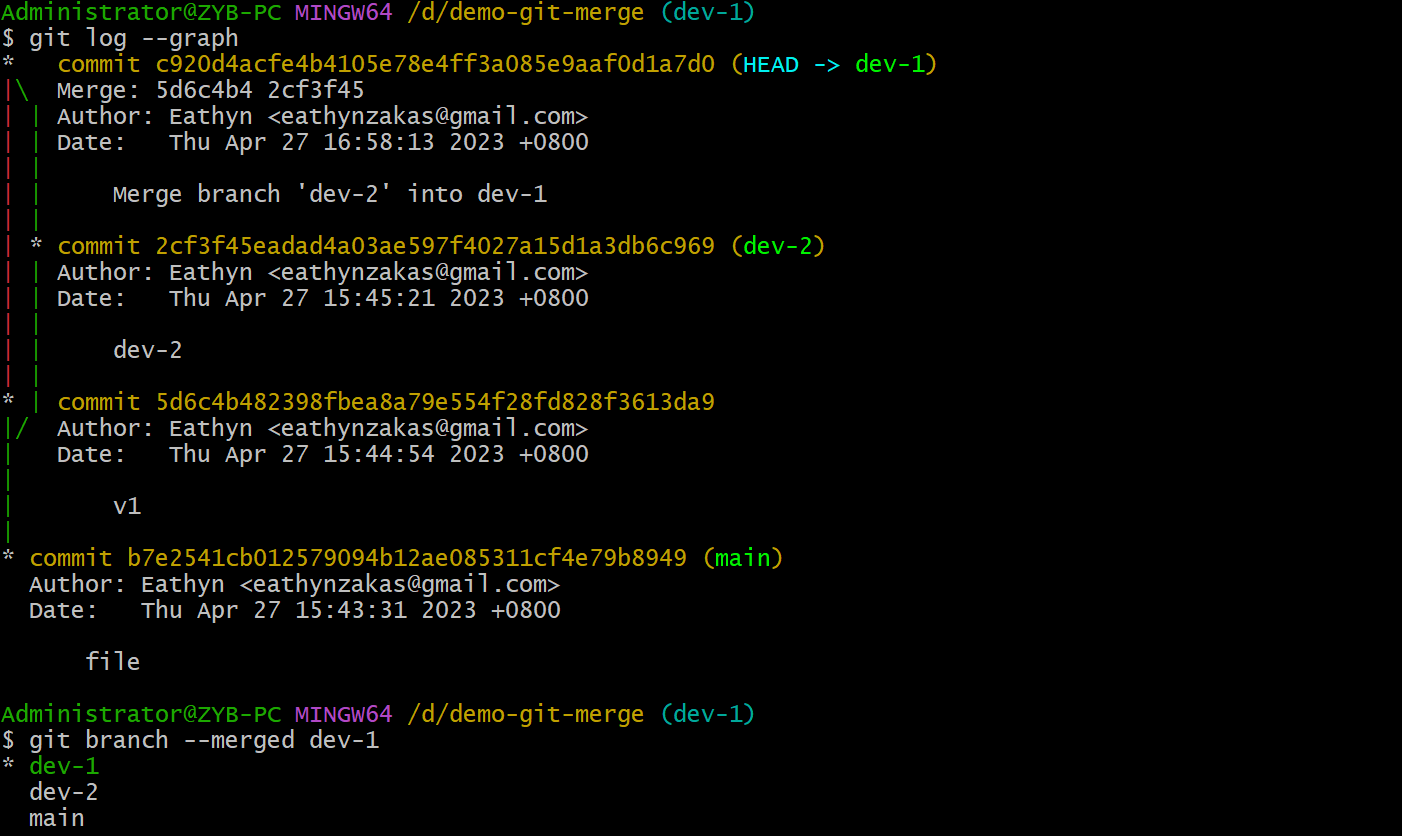 Administrator@ZYB-PC MINGW64 /d/demo-git-merge (dev-1)
$ git log --graph
*   commit c920d4acfe4b4105e78e4ff3a085e9aaf0d1a7d0 (HEAD -> dev-1)
|\  Merge: 5d6c4b4 2cf3f45
| | Author: Eathyn <eathynzakas@gmail.com>
| | Date:   Thu Apr 27 16:58:13 2023 +0800
| |
| |     Merge branch 'dev-2' into dev-1
| |
| * commit 2cf3f45eadad4a03ae597f4027a15d1a3db6c969 (dev-2)
| | Author: Eathyn <eathynzakas@gmail.com>
| | Date:   Thu Apr 27 15:45:21 2023 +0800
| |
| |     dev-2
| |
* | commit 5d6c4b482398fbea8a79e554f28fd828f3613da9
|/  Author: Eathyn <eathynzakas@gmail.com>
|   Date:   Thu Apr 27 15:44:54 2023 +0800
|
|       v1
|
* commit b7e2541cb012579094b12ae085311cf4e79b8949 (main)
  Author: Eathyn <eathynzakas@gmail.com>
  Date:   Thu Apr 27 15:43:31 2023 +0800

      file

Administrator@ZYB-PC MINGW64 /d/demo-git-merge (dev-1)
$ git branch --merged dev-1
* dev-1
  dev-2
  main